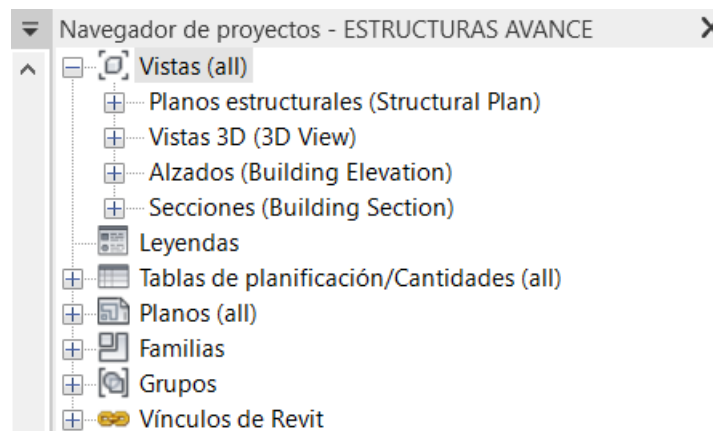 Navegador de proyectos - ESTRUCTURAS AVANCE
Vistas (all)
Planos estructurales (Structural Plan)
Vistas 3D (3D View)
Alzados (Building Elevation)
Secciones (Building Section)
Leyendas
Tablas de planificación/Cantidades (all)
Planos (all)
Familias
Grupos
Vínculos de Revit